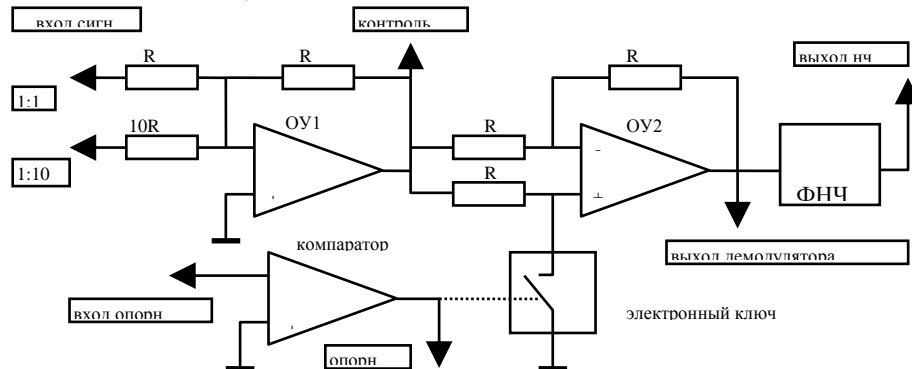 вход сигн
контроль
R
R
R
выход нч
1:1
10R
ОУ1
R
ОУ2
-
1:10
R
+
ФНЧ
компаратор
выход демодулятора
вход опорн
электронный ключ
опорн